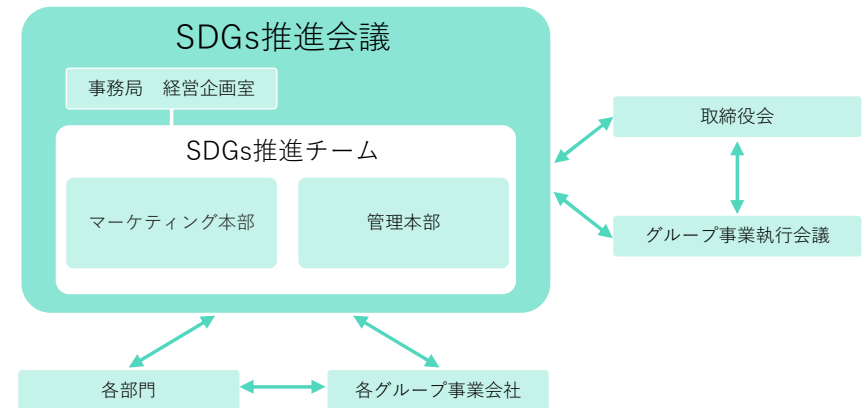 SDGs推進会議
事務局　経営企画室
SDGs推進チーム
マーケティング本部
管理本部
取締役会
グループ事業執行会議
各部門
各グループ事業会社